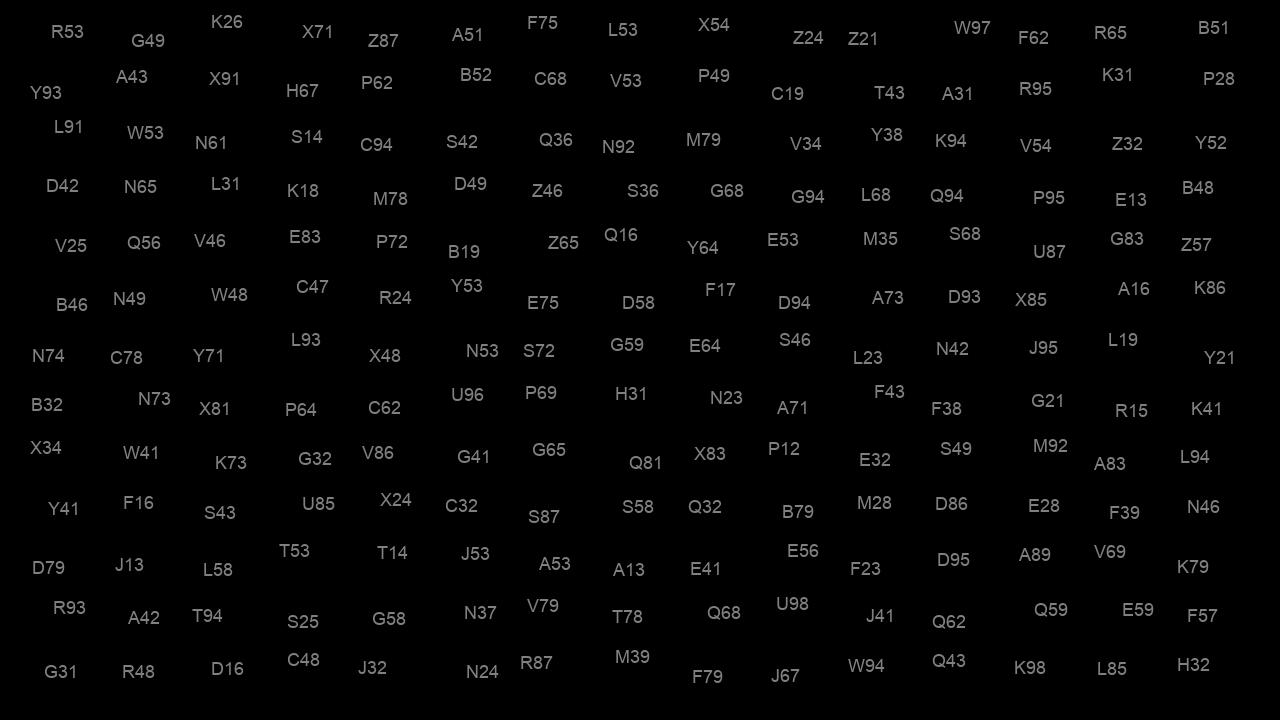 R53 G49 K26 X71 Z87 A51 F75 L53 X54 Z24 Z21 W97 F62 R65 B51
Y93 A43 X91 H67 P62 B52 C68 V53 P49 C19 T43 A31 R95 K31 P28
L91 W53 N61 S14 C94 S42 Q36 N92 M79 V34 Y38 K94 V54 Z32 Y52
D42 N65 L31 K18 M78 D49 Z46 S36 G68 G94 L68 Q94 P95 E13 B48
V25 Q56 V46 E83 P72 B19 Z65 Q16 Y64 E53 M35 S68 U87 G83 Z57
B46 N49 W48 C47 R24 Y53 E75 D58 F17 D94 A73 D93 X85 A16 K86
N74 C78 Y71 L93 X48 N53 S72 G59 E64 S46 L23 N42 J95 L19 Y21
B32 N73 X81 P64 C62 U96 P69 H31 N23 A71 F43 F38 G21 R15 K41
X34 W41 K73 G32 V86 G41 G65 Q81 X83 P12 E32 S49 M92 A83 L94
Y41 F16 S43 U85 X24 C32 S87 S58 Q32 B79 M28 D86 E28 F39 N46
D79 J13 L58 T53 T14 J53 A53 A13 E41 E56 F23 D95 A89 V69 K79
R93 A42 T94 S25 G58 N37 V79 T78 Q68 U98 J41 Q62 Q59 E59 F57
G31 R48 D16 C48 J32 N24 R87 M39 F79 J67 W94 Q43 K98 L85 H32